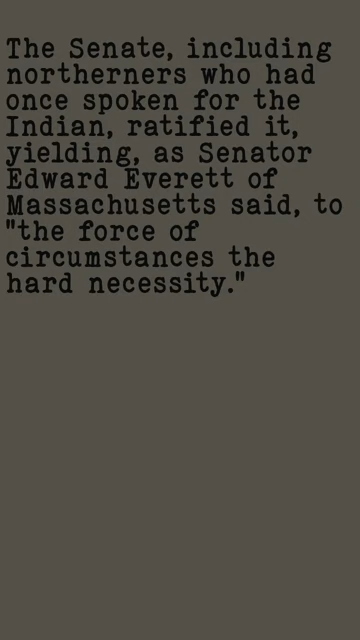 The Senate, including
northerners who had
once spoken for the
Indian, ratified it,
yielding, as Senator
Edward Everett of
Massachusetts said, to
"the force of
circumstances the
hard necessity."